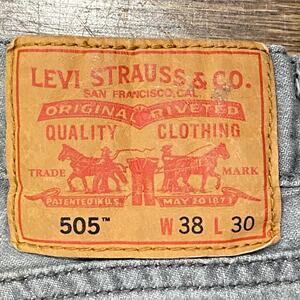 LEVI STRAUSS & CO.
SAN FRANCISCO, CAL.
ORIGINAL RIVETED
QUALITY CLOTHING
TRADE MARK
PATENTED IN U.S. MAY 20 1873
505™ W 38 L 30